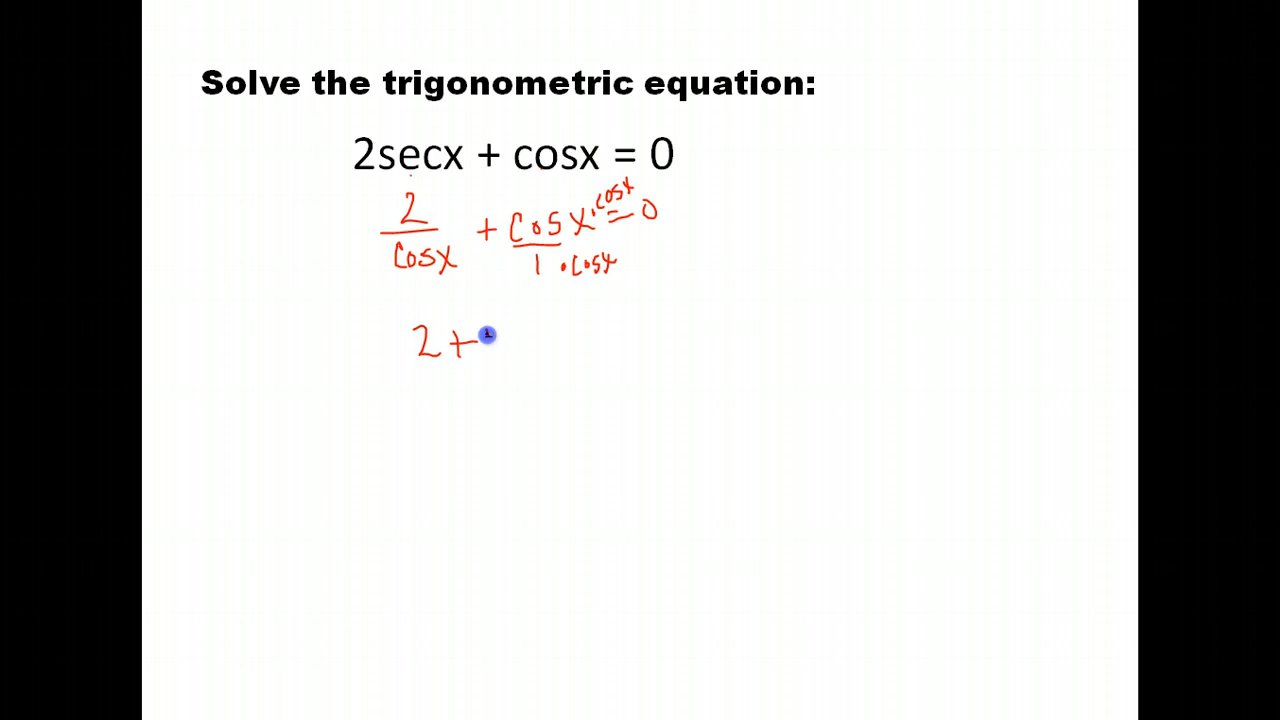 Solve the trigonometric equation:
2secx + cosx = 0
2/cosx + cosx·cosx/1·cosx = 0
2+